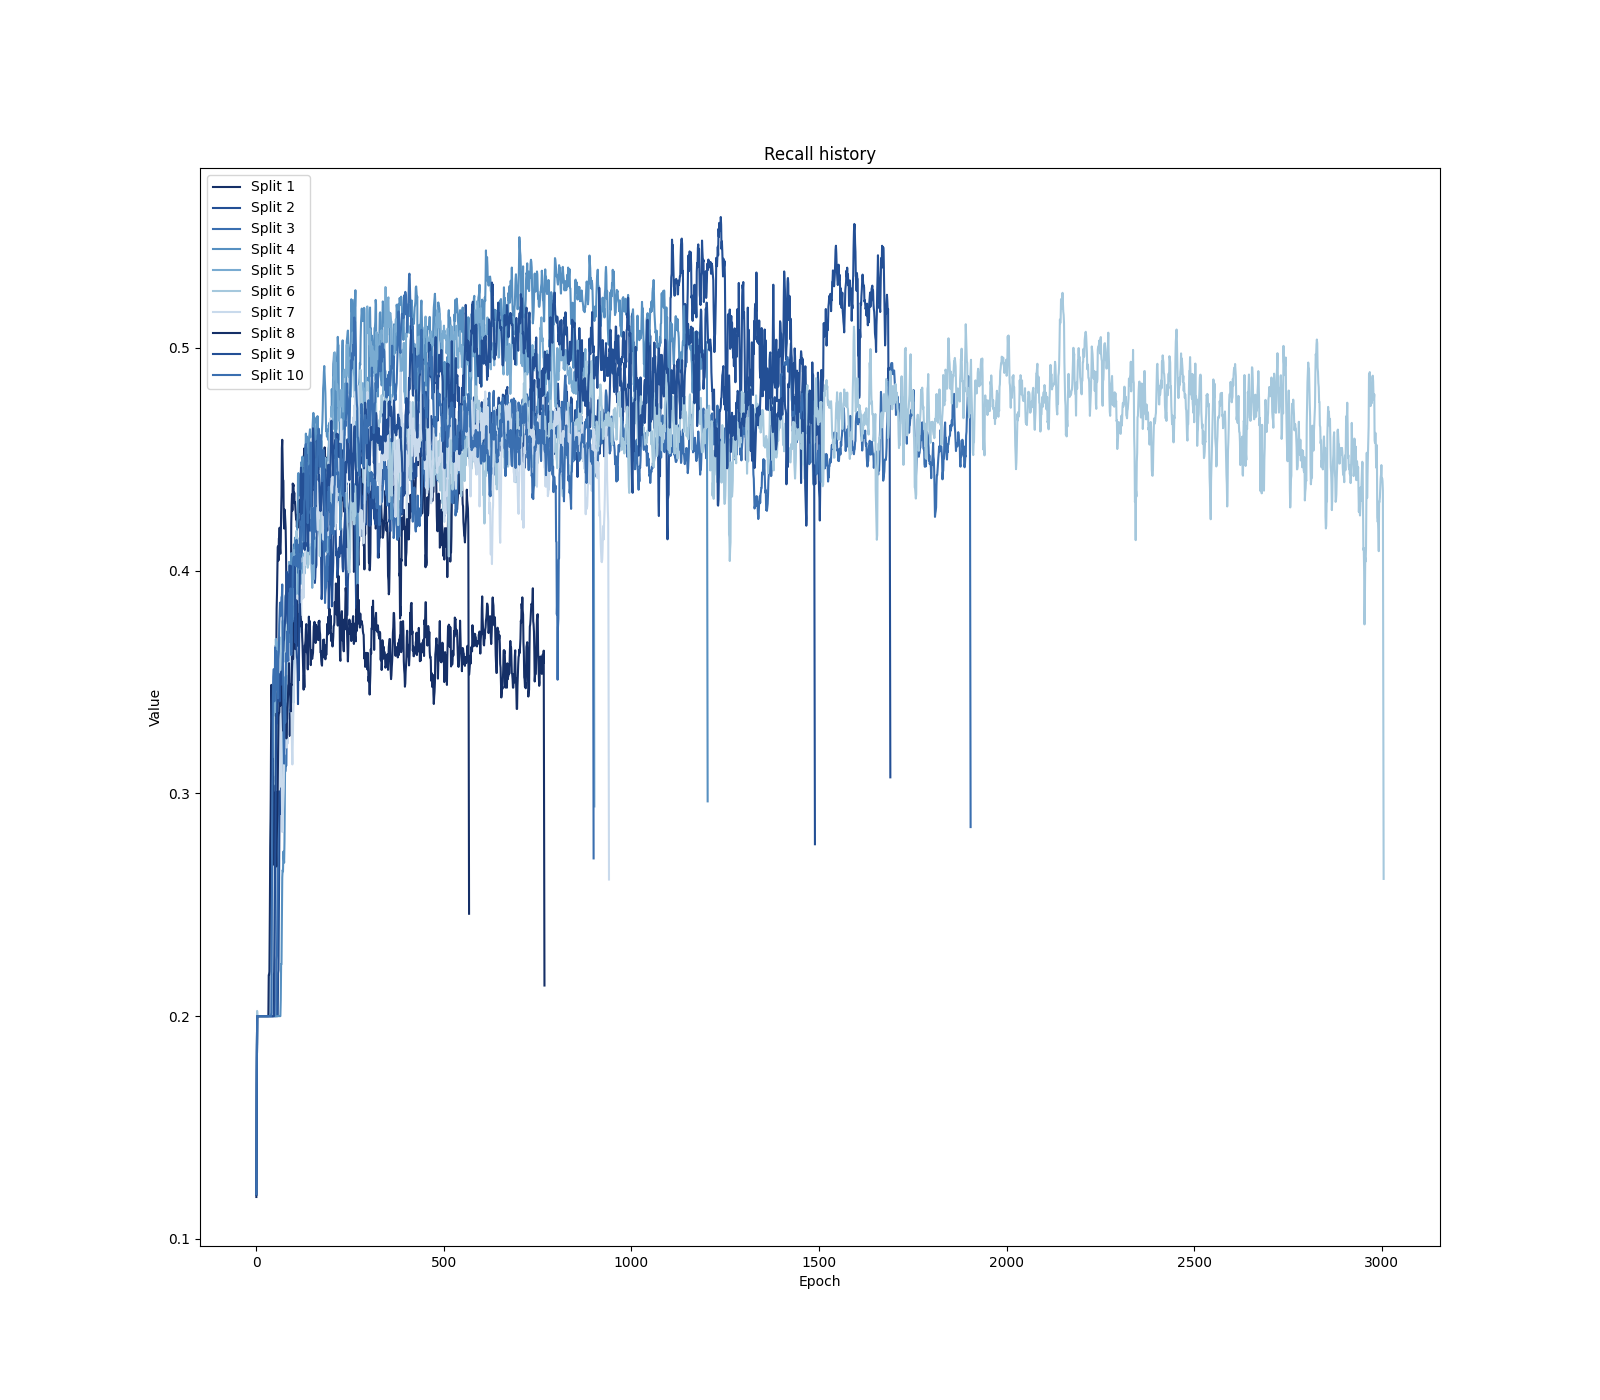 Recall history
Split 1
Split 2
Split 3
Split 4
Split 5
Split 6
Split 7
Split 8
Split 9
Split 10
0.5
0.4
0.3
0.2
0.1
Value
0 500 1000 1500 2000 2500 3000
Epoch